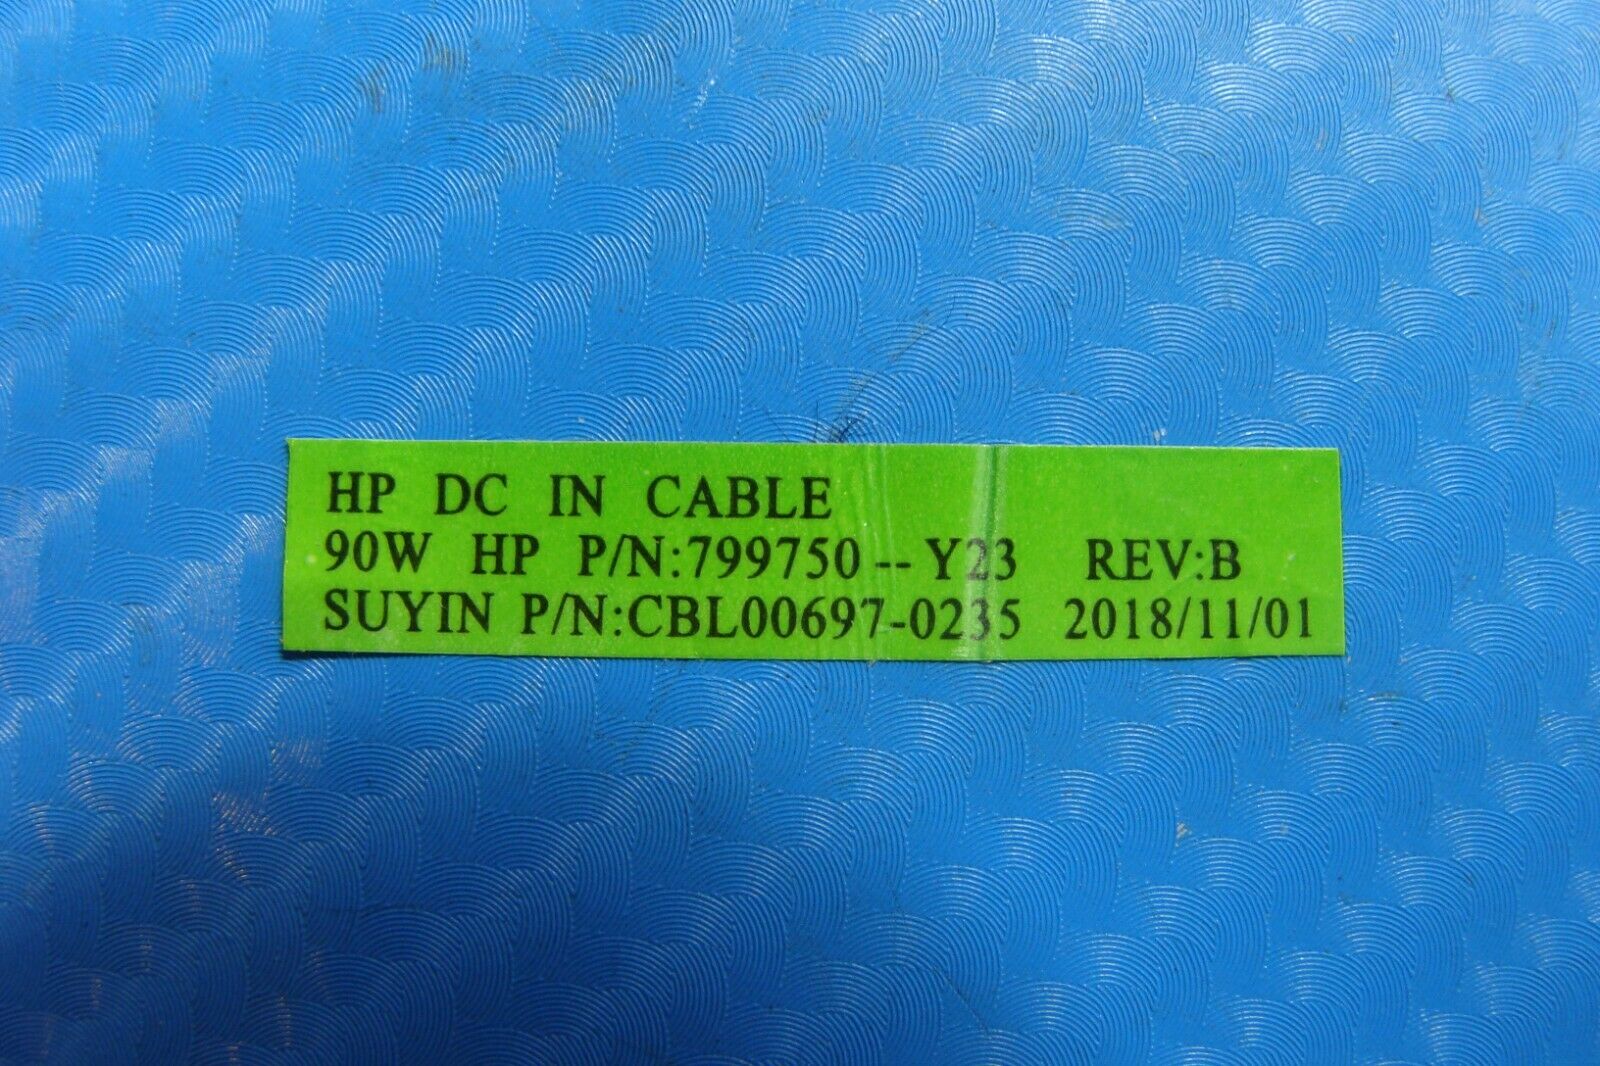 HP DC IN CABLE
90W HP P/N:799750--Y23 REV:B
SUYIN P/N:CBL00697-0235 2018/11/01